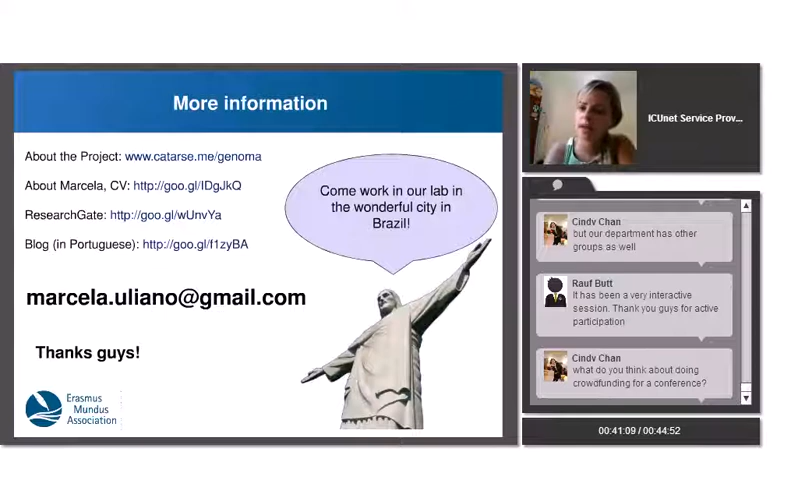 More information
About the Project: www.catarse.me/genoma
About Marcela, CV: http://goo.gl/IDgJkQ
ResearchGate: http://goo.gl/wUnvYa
Blog (in Portuguese): http://goo.gl/f1zyBA
Come work in our lab in
the wonderful city in
Brazil!
marcela.uliano@gmail.com
Thanks guys!
Erasmus
Mundus
Association
ICUnet Service Prov...
Cindy Chan
but our department has other
groups as well
Rauf Butt
It has been a very interactive
session. Thank you guys for active
participation
Cindy Chan
what do you think about doing
crowdfunding for a conference?
00:41:09 / 00:44:52